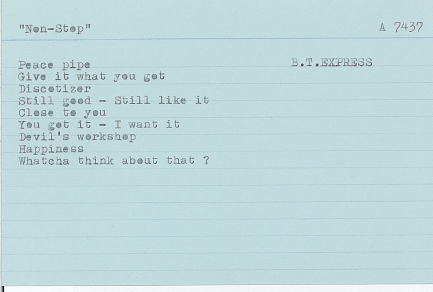 "Non-Stop" A 7437
Peace pipe B.T.EXPRESS
Give it what you got
Discotizer
Still good - Still like it
Close to you
You got it - I want it
Devil's workshop
Happiness
Whatcha think about that ?